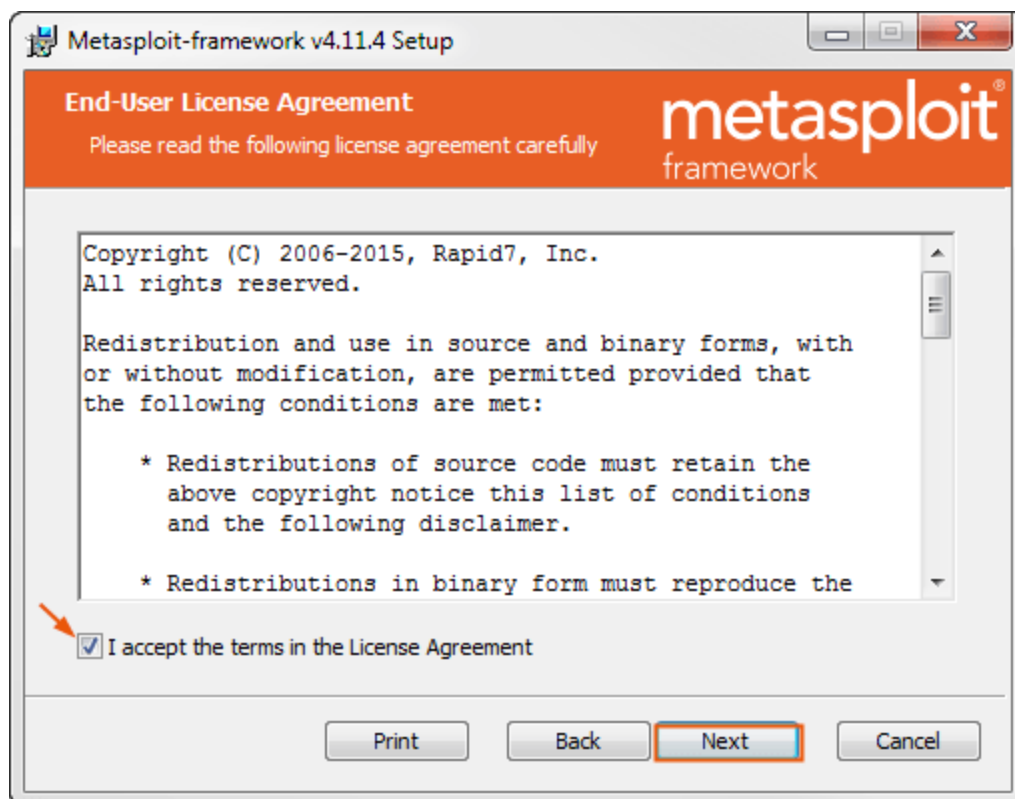 Metasploit-framework v4.11.4 Setup
End-User License Agreement
Please read the following license agreement carefully
metasploit®
framework
Copyright (C) 2006-2015, Rapid7, Inc.
All rights reserved.
Redistribution and use in source and binary forms, with
or without modification, are permitted provided that
the following conditions are met:
* Redistributions of source code must retain the
above copyright notice this list of conditions
and the following disclaimer.
* Redistributions in binary form must reproduce the
I accept the terms in the License Agreement
Print Back Next Cancel